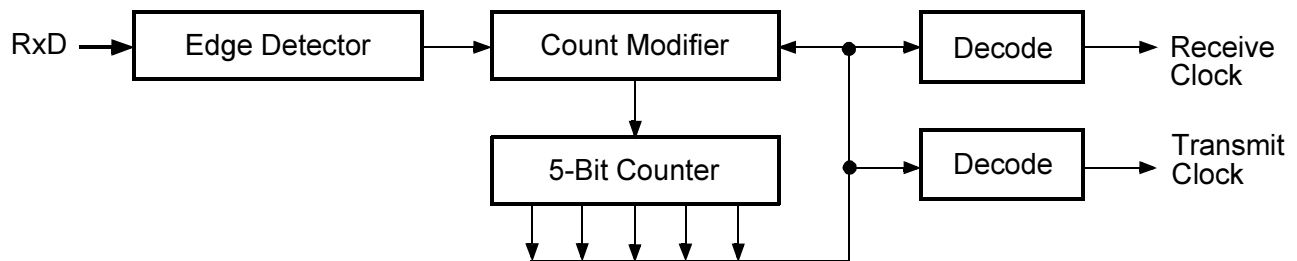 RxD
Edge Detector
Count Modifier
Decode
Receive
Clock
5-Bit Counter
Decode
Transmit
Clock